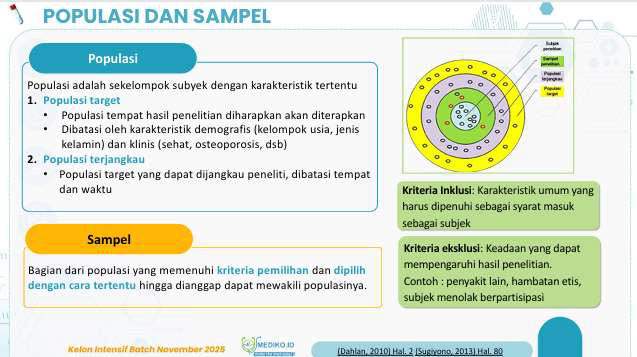 POPULASI DAN SAMPEL
Populasi
Populasi adalah sekelompok subyek dengan karakteristik tertentu
1. Populasi target
• Populasi tempat hasil penelitian diharapkan akan diterapkan
• Dibatasi oleh karakteristik demografis (kelompok usia, jenis
kelamin) dan klinis (sehat, osteoporosis, dsb)
2. Populasi terjangkau
• Populasi target yang dapat dijangkau peneliti, dibatasi tempat
dan waktu
Sampel
Bagian dari populasi yang memenuhi kriteria pemilihan dan dipilih
dengan cara tertentu hingga dianggap dapat mewakili populasinya.
Subjek
penelitian
Sampel
penelitian
Populasi
terjangkau
Populasi
target
Kriteria Inklusi: Karakteristik umum yang
harus dipenuhi sebagai syarat masuk
sebagai subjek
Kriteria eksklusi: Keadaan yang dapat
mempengaruhi hasil penelitian.
Contoh : penyakit lain, hambatan etis,
subjek menolak berpartisipasi
Kelon Intensif Batch November 2025
MEDIKO.ID
(Dahlan, 2010) Hal. 2 (Sugiyono, 2013) Hal. 80